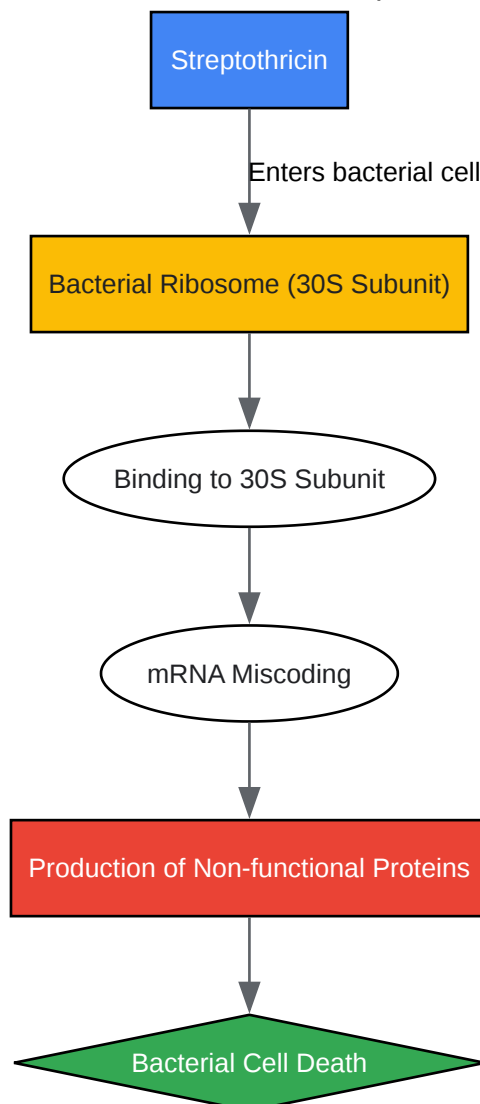 Streptothricin
Enters bacterial cell
Bacterial Ribosome (30S Subunit)
Binding to 30S Subunit
mRNA Miscoding
Production of Non-functional Proteins
Bacterial Cell Death